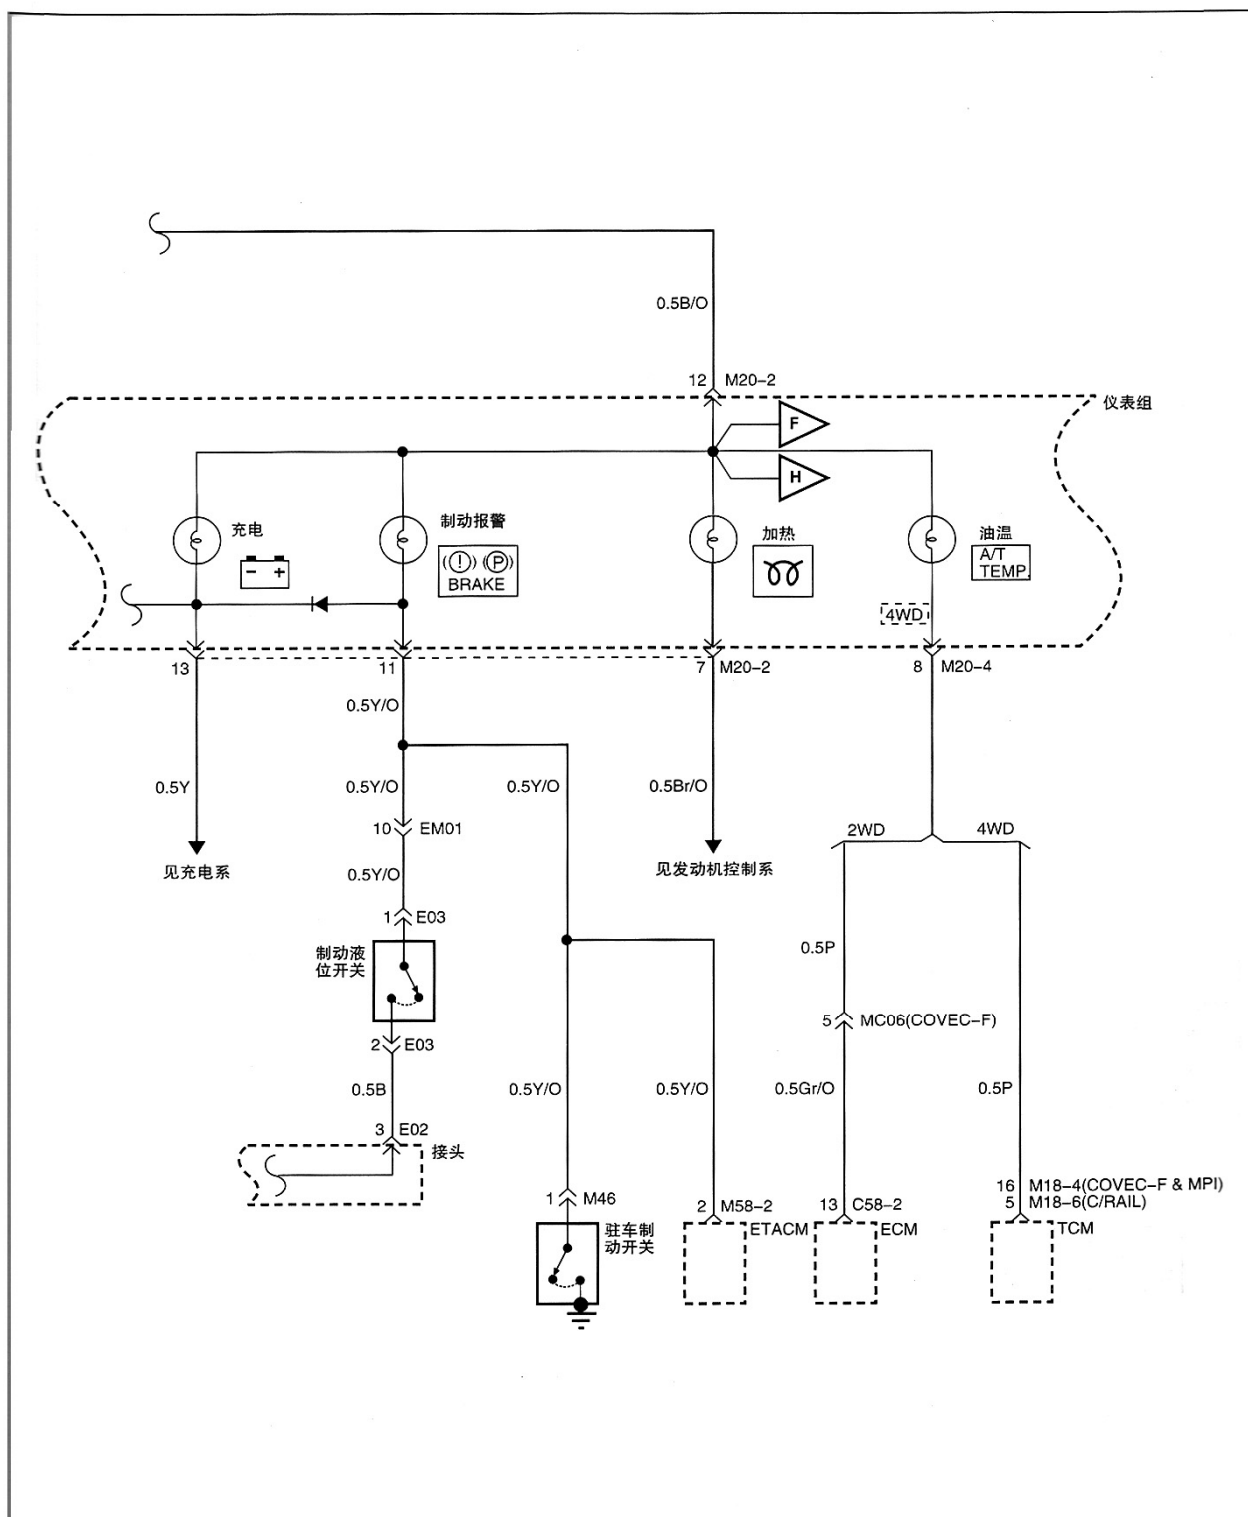 0.5B/O
12 M20-2
仪表组
F
H
充电
制动报警
加热
油温
- +
(!) (P)
BRAKE
A/T
TEMP.
4WD
13
11
7 M20-2
8 M20-4
0.5Y/O
0.5Y
0.5Y/O
0.5Y/O
0.5Br/O
2WD
4WD
10 EM01
见充电系
0.5Y/O
见发动机控制系
1 E03
制动液
位开关
0.5P
5 MC06(COVEC-F)
2 E03
0.5B
0.5Y/O
0.5Y/O
0.5Gr/O
0.5P
3 E02
接头
1 M46
2 M58-2
13 C58-2
16 M18-4(COVEC-F & MPI)
5 M18-6(C/RAIL)
驻车制
动开关
ETACM
ECM
TCM